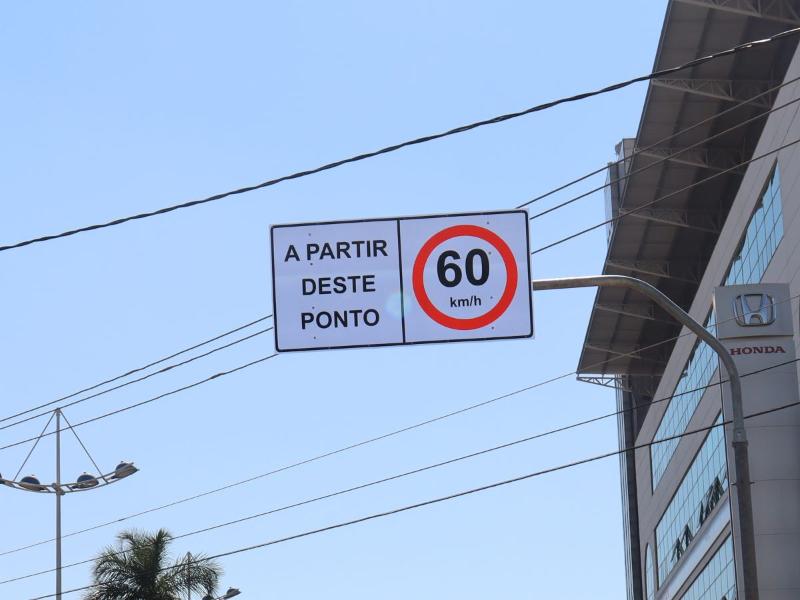 A PARTIR
DESTE
PONTO
60
km/h
HONDA